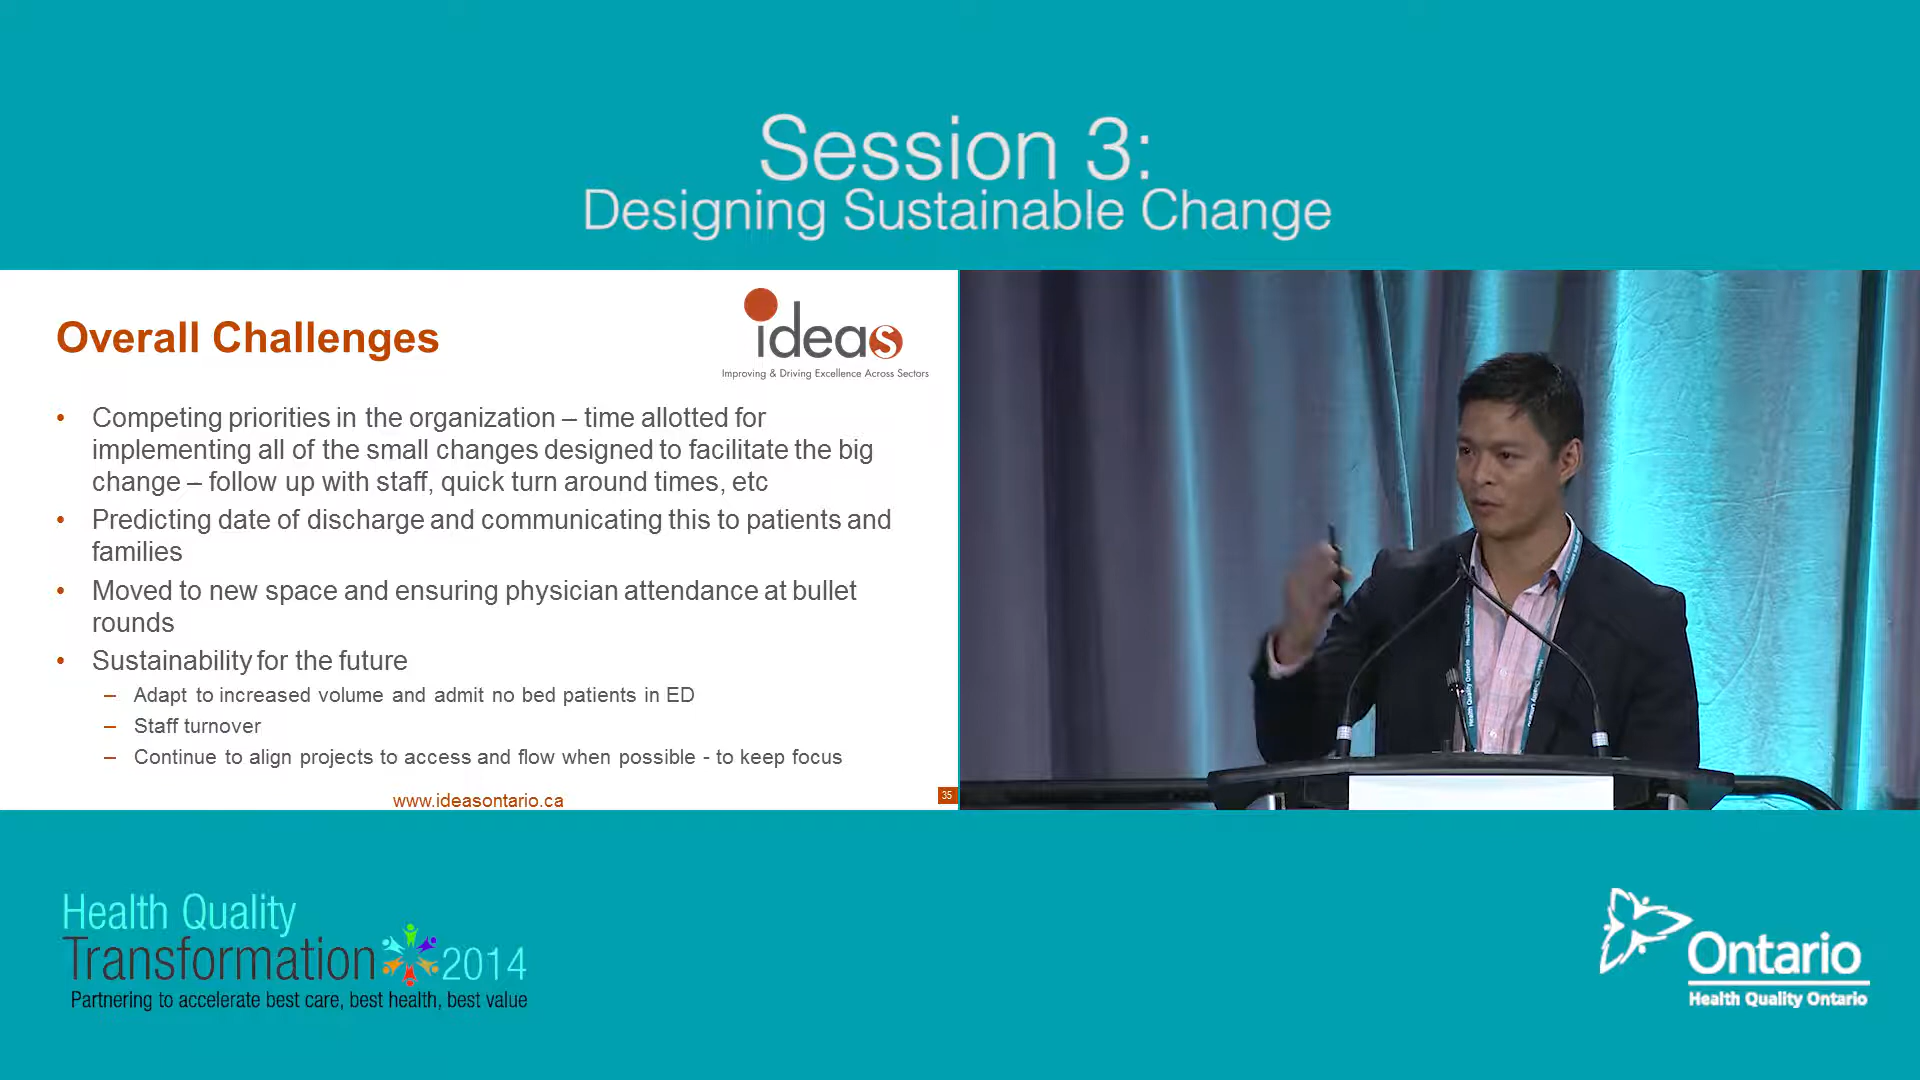 Session 3:
Designing Sustainable Change
Overall Challenges
ideas
Improving & Driving Excellence Across Sectors
• Competing priorities in the organization – time allotted for
implementing all of the small changes designed to facilitate the big
change – follow up with staff, quick turn around times, etc
• Predicting date of discharge and communicating this to patients and
families
• Moved to new space and ensuring physician attendance at bullet
rounds
• Sustainability for the future
– Adapt to increased volume and admit no bed patients in ED
– Staff turnover
– Continue to align projects to access and flow when possible - to keep focus
www.ideasontario.ca
35
Health Quality
Transformation 2014
Partnering to accelerate best care, best health, best value
Ontario
Health Quality Ontario